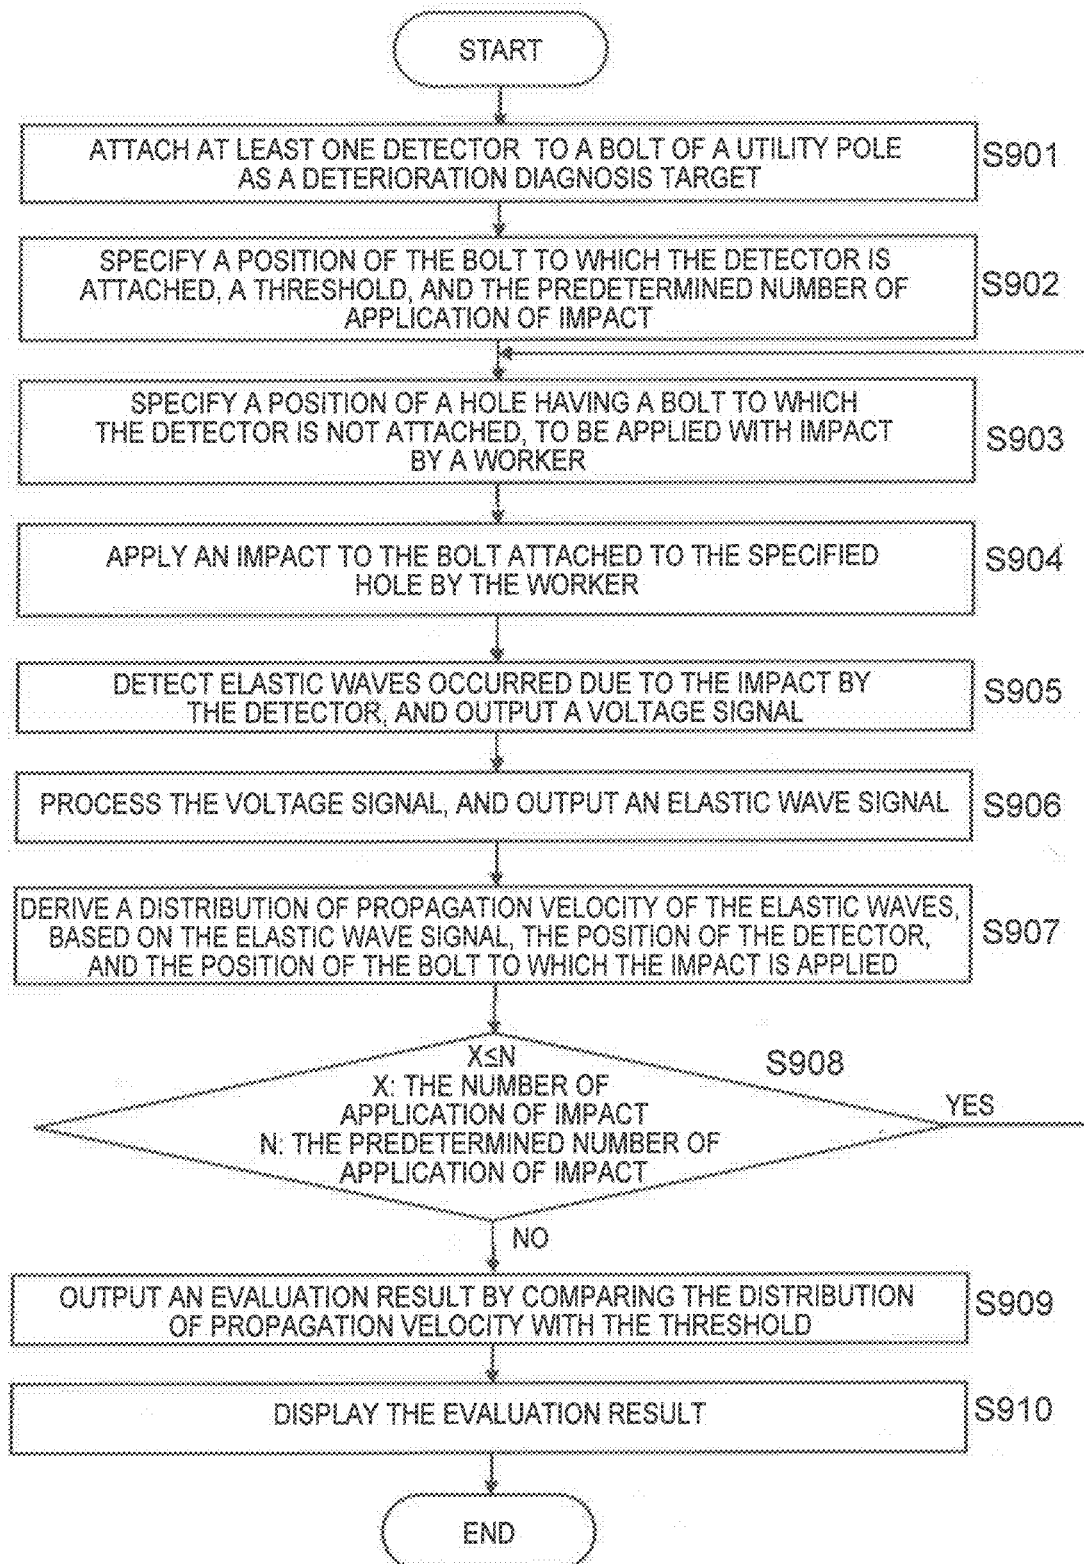 START
ATTACH AT LEAST ONE DETECTOR TO A BOLT OF A UTILITY POLE
AS A DETERIORATION DIAGNOSIS TARGET
S901
SPECIFY A POSITION OF THE BOLT TO WHICH THE DETECTOR IS
ATTACHED, A THRESHOLD, AND THE PREDETERMINED NUMBER OF
APPLICATION OF IMPACT
S902
SPECIFY A POSITION OF A HOLE HAVING A BOLT TO WHICH
THE DETECTOR IS NOT ATTACHED, TO BE APPLIED WITH IMPACT
BY A WORKER
S903
APPLY AN IMPACT TO THE BOLT ATTACHED TO THE SPECIFIED
HOLE BY THE WORKER
S904
DETECT ELASTIC WAVES OCCURRED DUE TO THE IMPACT BY
THE DETECTOR, AND OUTPUT A VOLTAGE SIGNAL
S905
PROCESS THE VOLTAGE SIGNAL, AND OUTPUT AN ELASTIC WAVE SIGNAL
S906
DERIVE A DISTRIBUTION OF PROPAGATION VELOCITY OF THE ELASTIC WAVES,
BASED ON THE ELASTIC WAVE SIGNAL, THE POSITION OF THE DETECTOR,
AND THE POSITION OF THE BOLT TO WHICH THE IMPACT IS APPLIED
S907
X≤N
X: THE NUMBER OF
APPLICATION OF IMPACT
N: THE PREDETERMINED NUMBER OF
APPLICATION OF IMPACT
S908
YES
NO
OUTPUT AN EVALUATION RESULT BY COMPARING THE DISTRIBUTION
OF PROPAGATION VELOCITY WITH THE THRESHOLD
S909
DISPLAY THE EVALUATION RESULT
S910
END